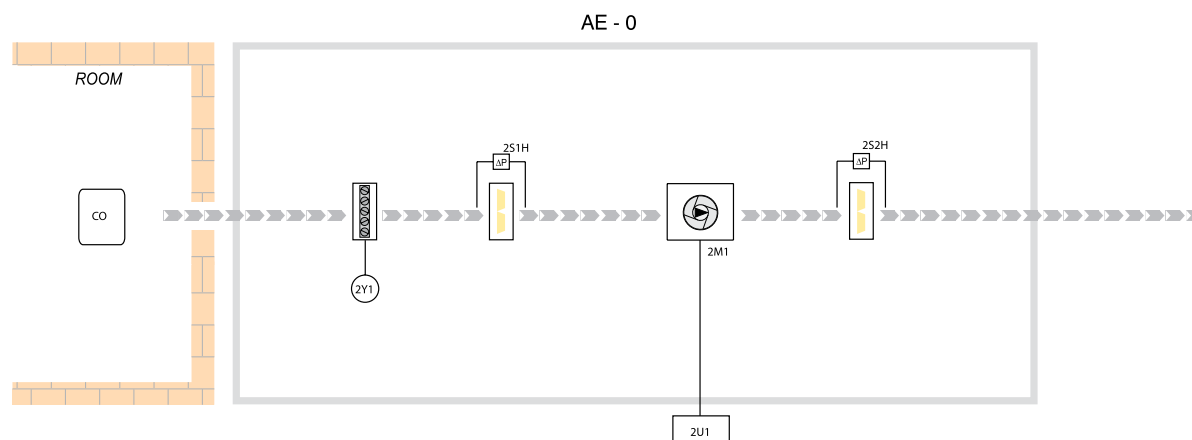 AE - 0
ROOM
2S1H
ΔP
2S2H
ΔP
CO
2M1
2Y1
2U1